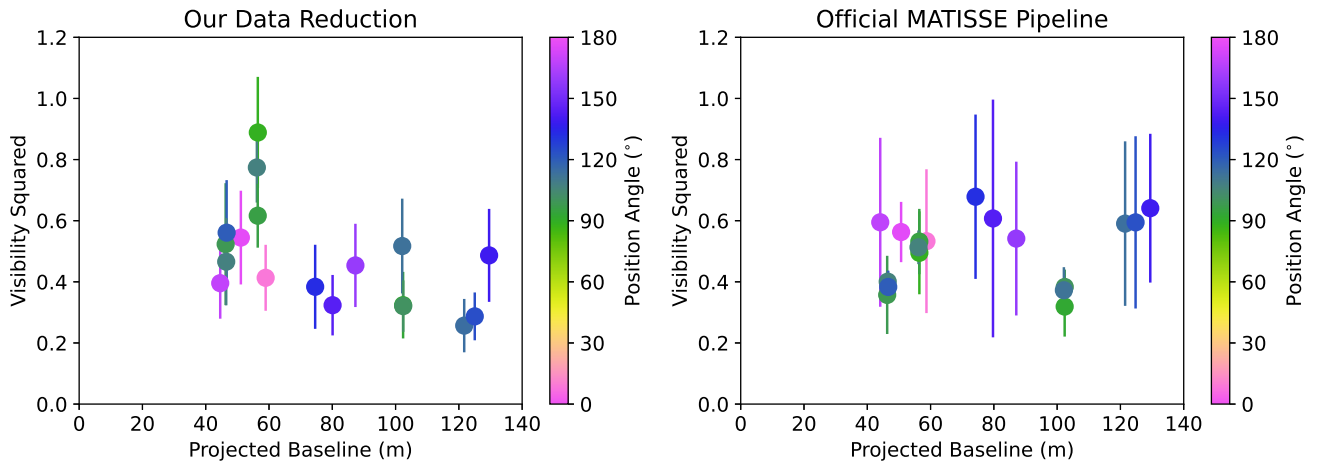 Our Data Reduction
Official MATISSE Pipeline
Visibility Squared
1.2
1.0
0.8
0.6
0.4
0.2
0.0
0 20 40 60 80 100 120 140
Projected Baseline (m)
180
150
120
90
60
30
0
Position Angle (°)
Visibility Squared
1.2
1.0
0.8
0.6
0.4
0.2
0.0
0 20 40 60 80 100 120 140
Projected Baseline (m)
180
150
120
90
60
30
0
Position Angle (°)